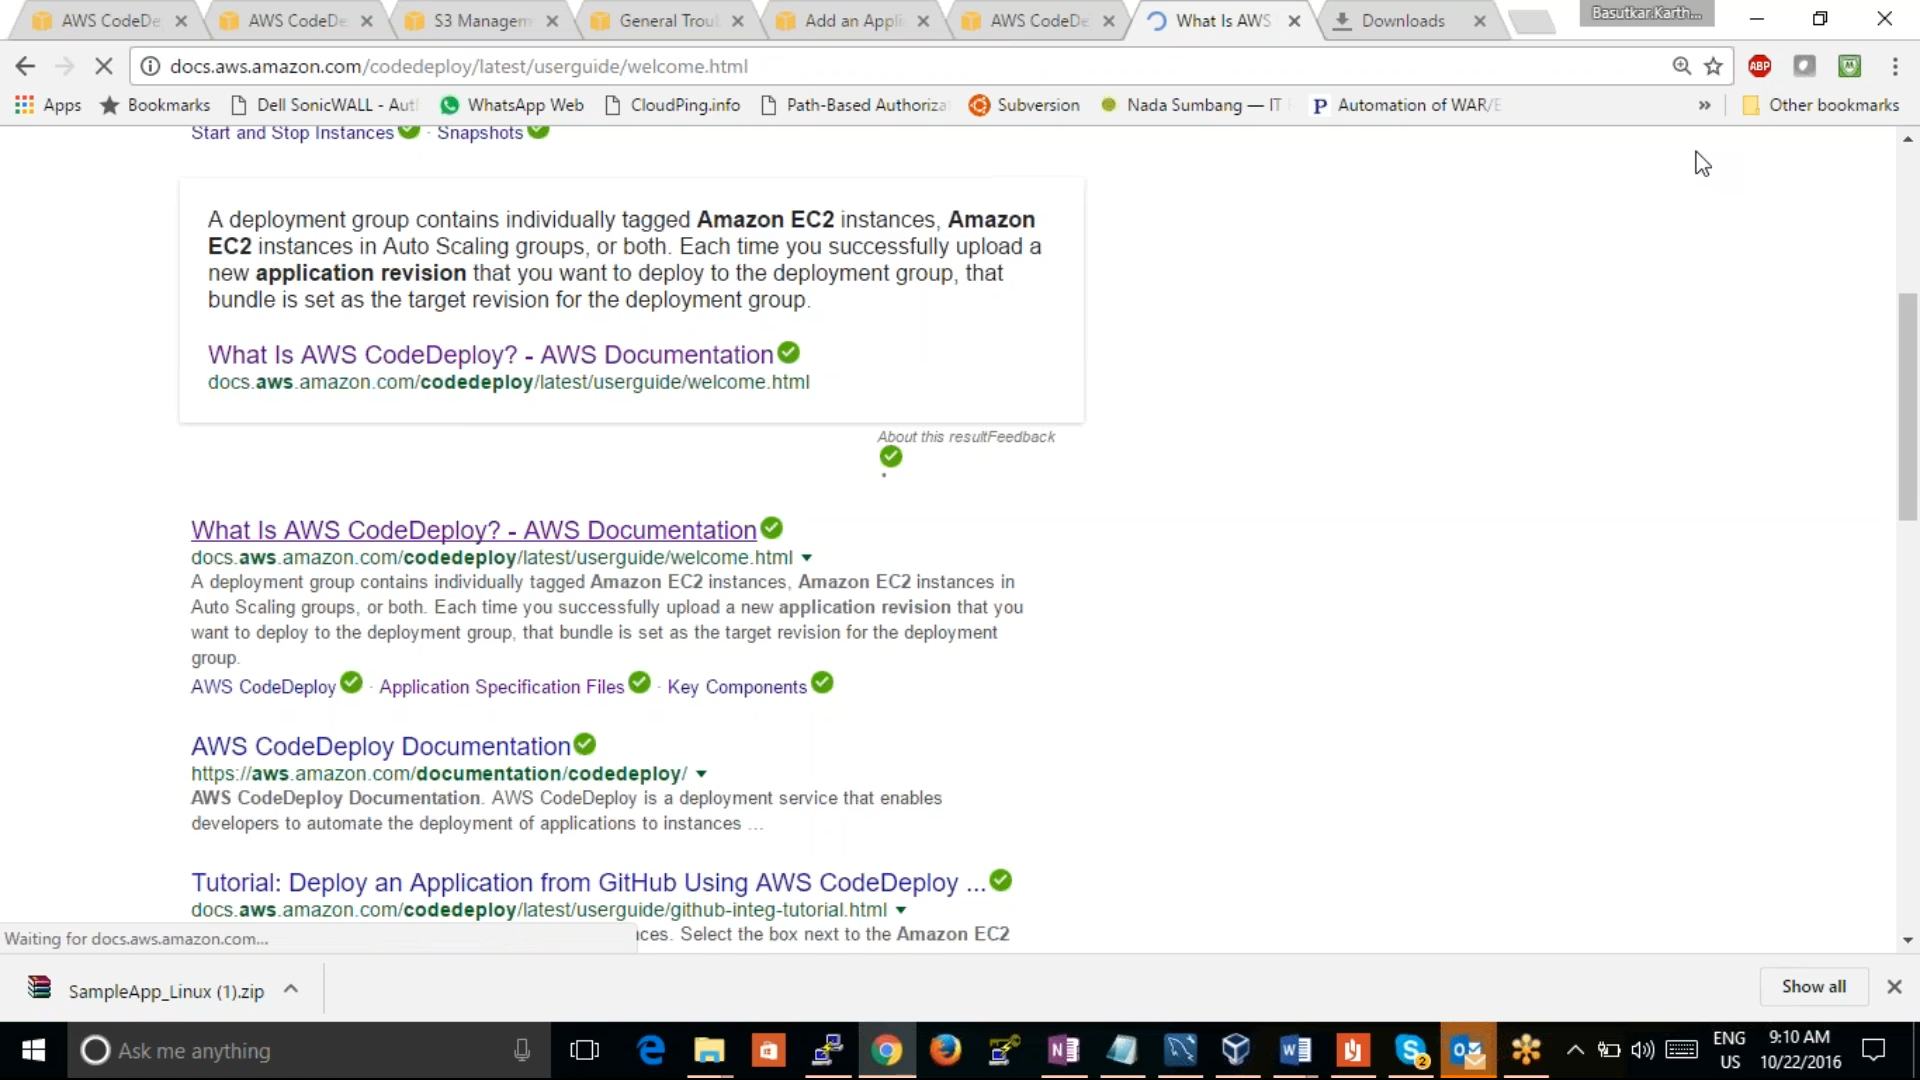 AWS CodeDe
AWS CodeDe
S3 Managem
General Trou
Add an Appli
AWS CodeDe
What Is AWS
Downloads
Basutkar.Karth...
docs.aws.amazon.com/codedeploy/latest/userguide/welcome.html
ABP
Apps
Bookmarks
Dell SonicWALL - Aut
WhatsApp Web
CloudPing.info
Path-Based Authoriza
Subversion
Nada Sumbang — IT
Automation of WAR/E
»
Other bookmarks
Start and Stop Instances · Snapshots
A deployment group contains individually tagged Amazon EC2 instances, Amazon
EC2 instances in Auto Scaling groups, or both. Each time you successfully upload a
new application revision that you want to deploy to the deployment group, that
bundle is set as the target revision for the deployment group.
What Is AWS CodeDeploy? - AWS Documentation
docs.aws.amazon.com/codedeploy/latest/userguide/welcome.html
About this resultFeedback
What Is AWS CodeDeploy? - AWS Documentation
docs.aws.amazon.com/codedeploy/latest/userguide/welcome.html
A deployment group contains individually tagged Amazon EC2 instances, Amazon EC2 instances in
Auto Scaling groups, or both. Each time you successfully upload a new application revision that you
want to deploy to the deployment group, that bundle is set as the target revision for the deployment
group.
AWS CodeDeploy · Application Specification Files · Key Components
AWS CodeDeploy Documentation
https://aws.amazon.com/documentation/codedeploy/
AWS CodeDeploy Documentation. AWS CodeDeploy is a deployment service that enables
developers to automate the deployment of applications to instances ...
Tutorial: Deploy an Application from GitHub Using AWS CodeDeploy ...
docs.aws.amazon.com/codedeploy/latest/userguide/github-integ-tutorial.html
nces. Select the box next to the Amazon EC2
Waiting for docs.aws.amazon.com...
SampleApp_Linux (1).zip
Show all
Ask me anything
2
ENG
US
9:10 AM
10/22/2016